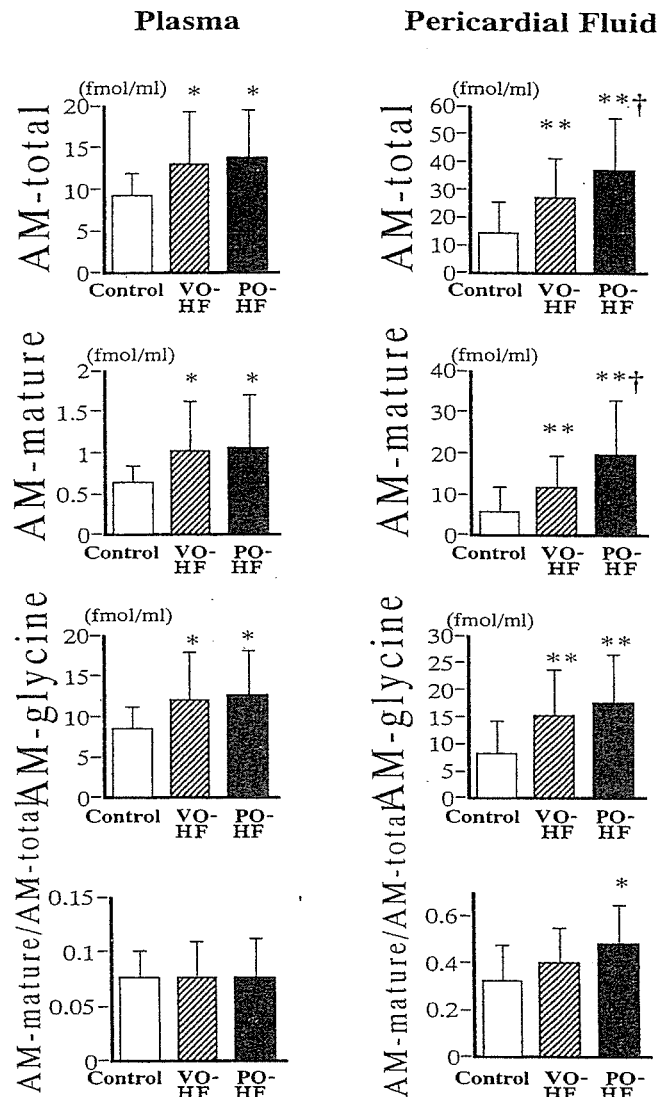 Plasma
Pericardial Fluid
AM-total
(fmol/ml)
* *
20
15
10
5
0
Control VO-HF PO-HF
AM-total
(fmol/ml)
** **†
60
50
40
30
20
10
0
Control VO-HF PO-HF
AM-mature
(fmol/ml)
* *
2
1.5
1
0.5
0
Control VO-HF PO-HF
AM-mature
(fmol/ml)
** **†
40
30
20
10
0
Control VO-HF PO-HF
AM-glycine
(fmol/ml)
* *
20
15
10
5
0
Control VO-HF PO-HF
AM-glycine
(fmol/ml)
** **
30
25
20
15
10
5
0
Control VO-HF PO-HF
AM-mature/AM-total
0.15
0.1
0.05
0
Control VO-HF PO-HF
AM-mature/AM-total
*
0.6
0.4
0.2
0
Control VO-HF PO-HF